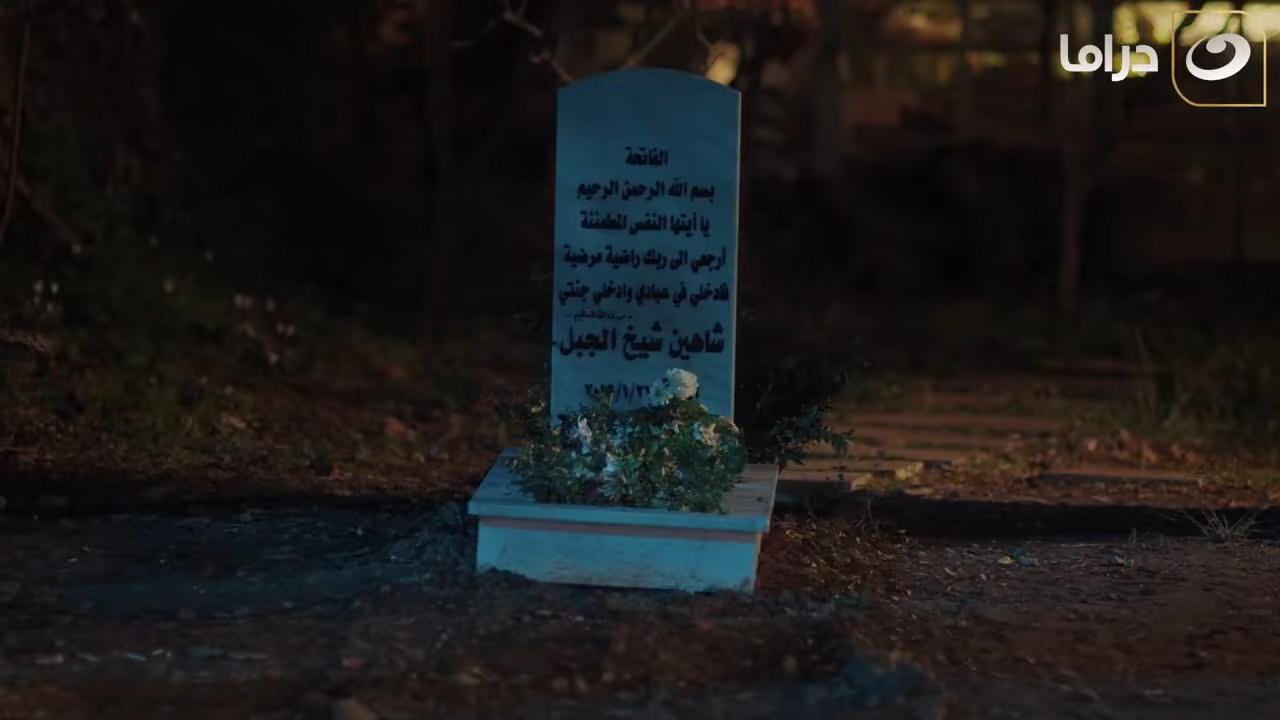 دراما
الفاتحة
بسم الله الرحمن الرحيم
يا أيتها النفس المطمئنة
أرجعي الى ربك راضية مرضية
فادخلي في عبادي وادخلي جنتي
شاهين شيخ الجبل